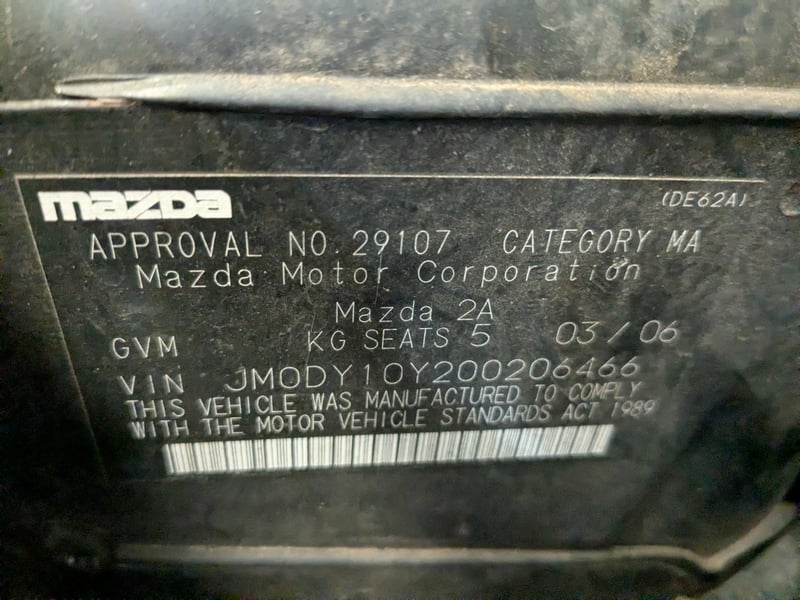 mazda (DE62A)
APPROVAL NO. 29107 CATEGORY MA
Mazda Motor Corporation
Mazda 2A
GVM KG SEATS 5 03/06
VIN JM0DY10Y200206466
THIS VEHICLE WAS MANUFACTURED TO COMPLY
WITH THE MOTOR VEHICLE STANDARDS ACT 1989